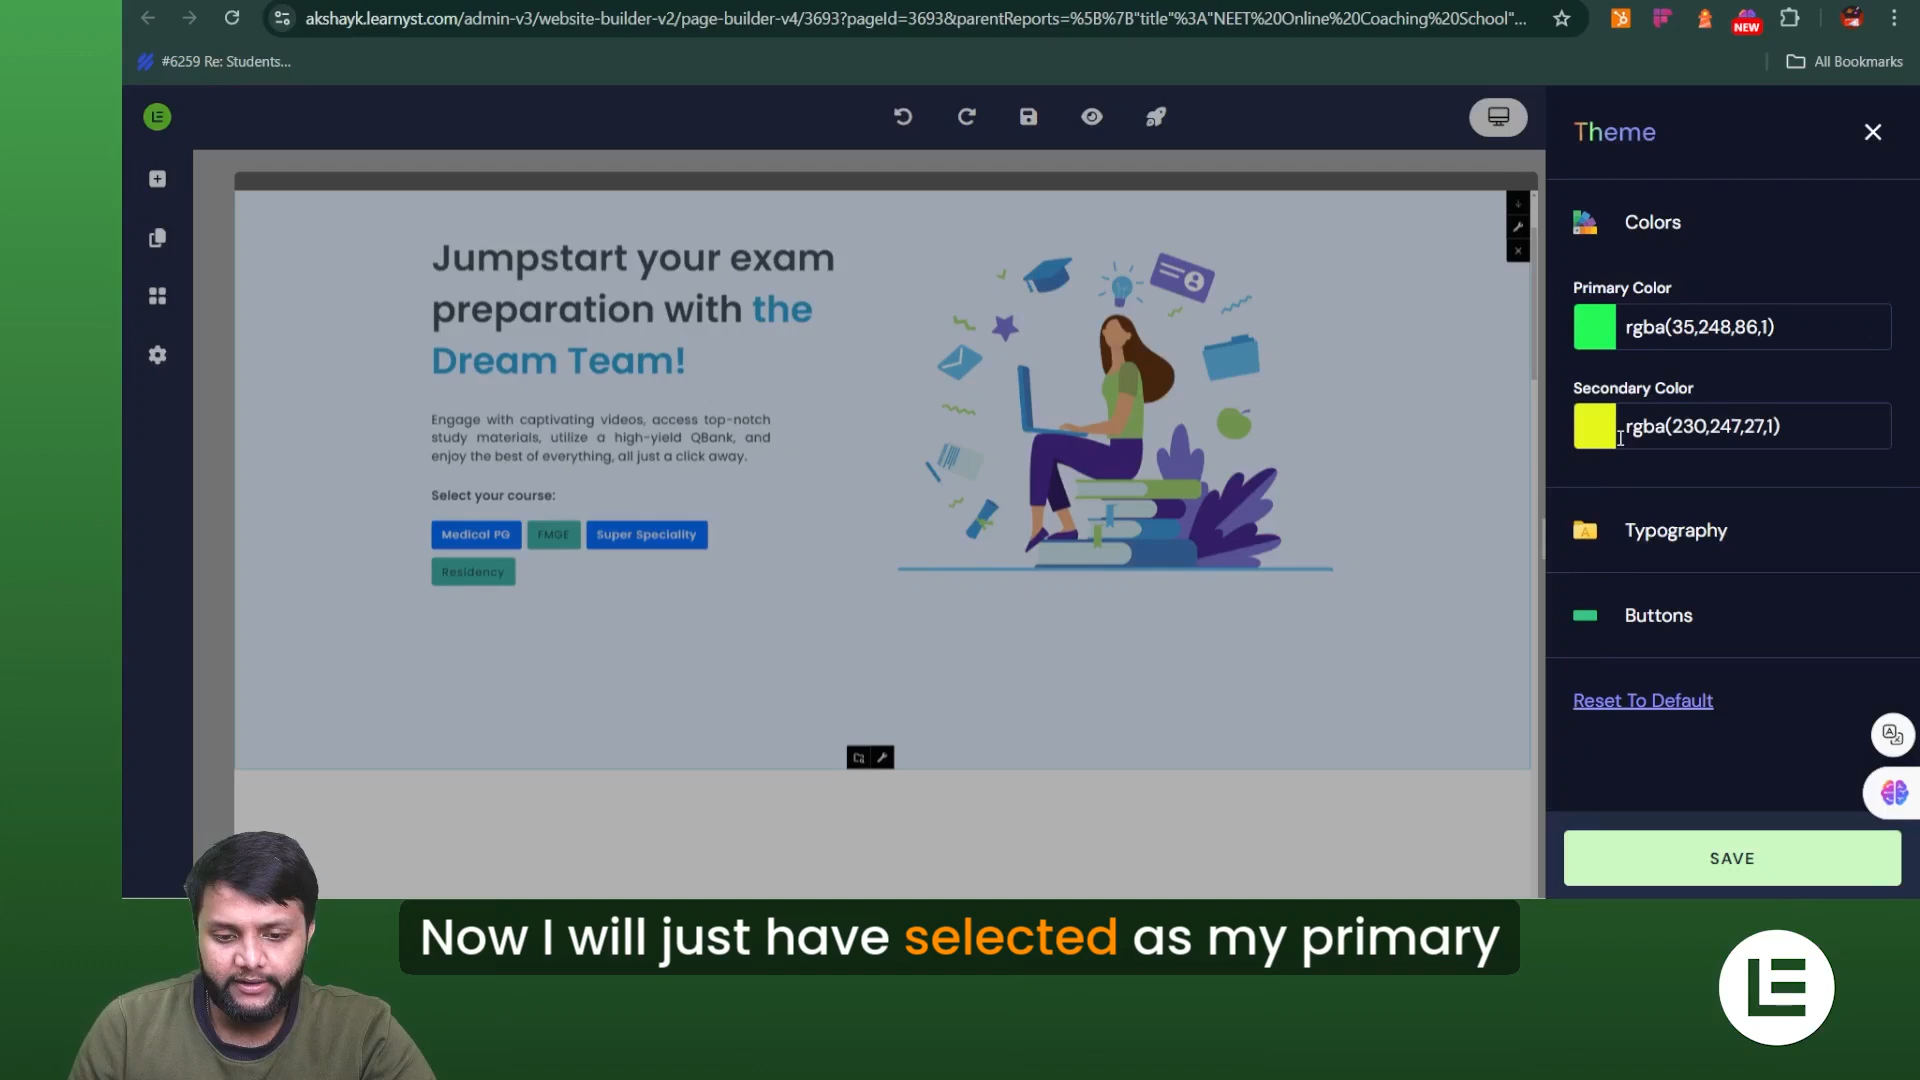 akshayk.learnyst.com/admin-v3/website-builder-v2/page-builder-v4/3693?pageId=3693&parentReports=%5B%7B"title"%3A"NEET%20Online%20Coaching%20School"...
NEW
#6259 Re: Students...
All Bookmarks
Theme
Colors
Primary Color
rgba(35,248,86,1)
Secondary Color
rgba(230,247,27,1)
Typography
Buttons
Reset To Default
SAVE
Jumpstart your exam
preparation with the
Dream Team!
Engage with captivating videos, access top-notch
study materials, utilize a high-yield QBank, and
enjoy the best of everything, all just a click away.
Select your course:
Medical PG
FMGE
Super Speciality
Residency
Now I will just have selected as my primary
LE